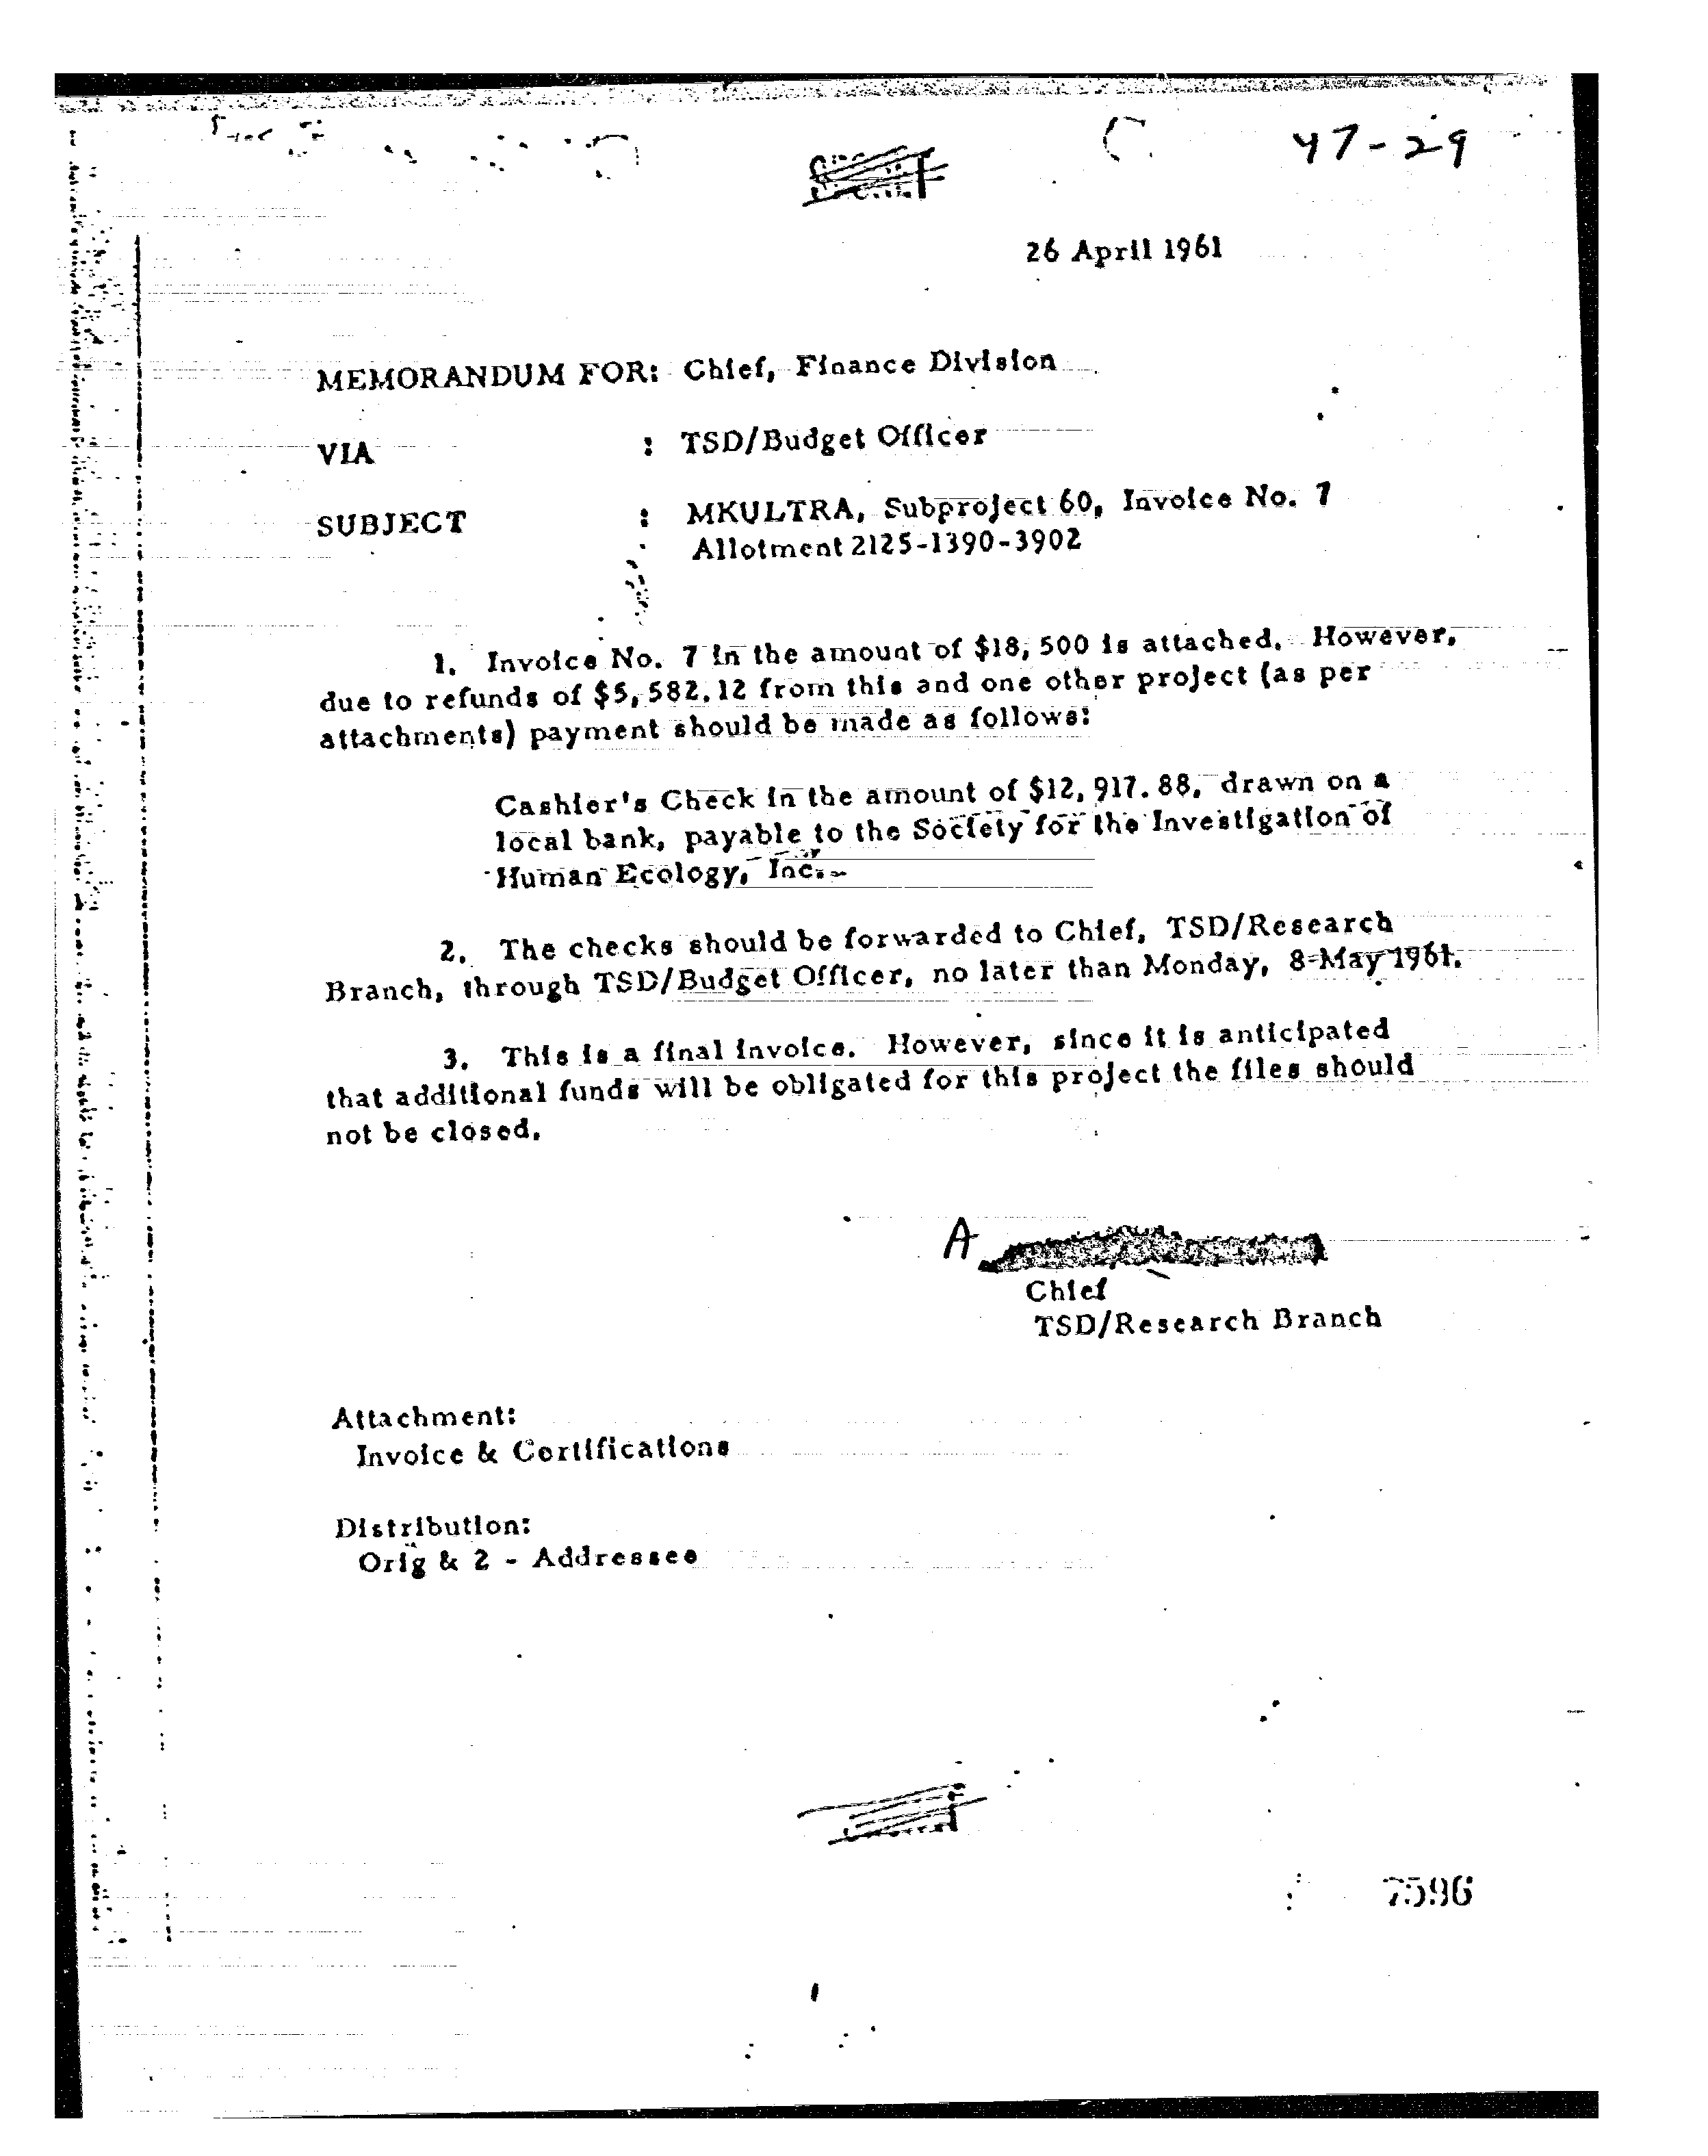 47-29
26 April 1961
MEMORANDUM FOR: Chief, Finance Division
VIA : TSD/Budget Officer
SUBJECT : MKULTRA, Subproject 60, Invoice No. 7
Allotment 2125-1390-3902
1. Invoice No. 7 in the amount of $18,500 is attached. However,
due to refunds of $5,582.12 from this and one other project (as per
attachments) payment should be made as follows:
Cashier's Check in the amount of $12,917.88, drawn on a
local bank, payable to the Society for the Investigation of
Human Ecology, Inc.
2. The checks should be forwarded to Chief, TSD/Research
Branch, through TSD/Budget Officer, no later than Monday, 8 May 1961.
3. This is a final invoice. However, since it is anticipated
that additional funds will be obligated for this project the files should
not be closed.
A
Chief
TSD/Research Branch
Attachment:
Invoice & Certifications
Distribution:
Orig & 2 - Addressee
7596